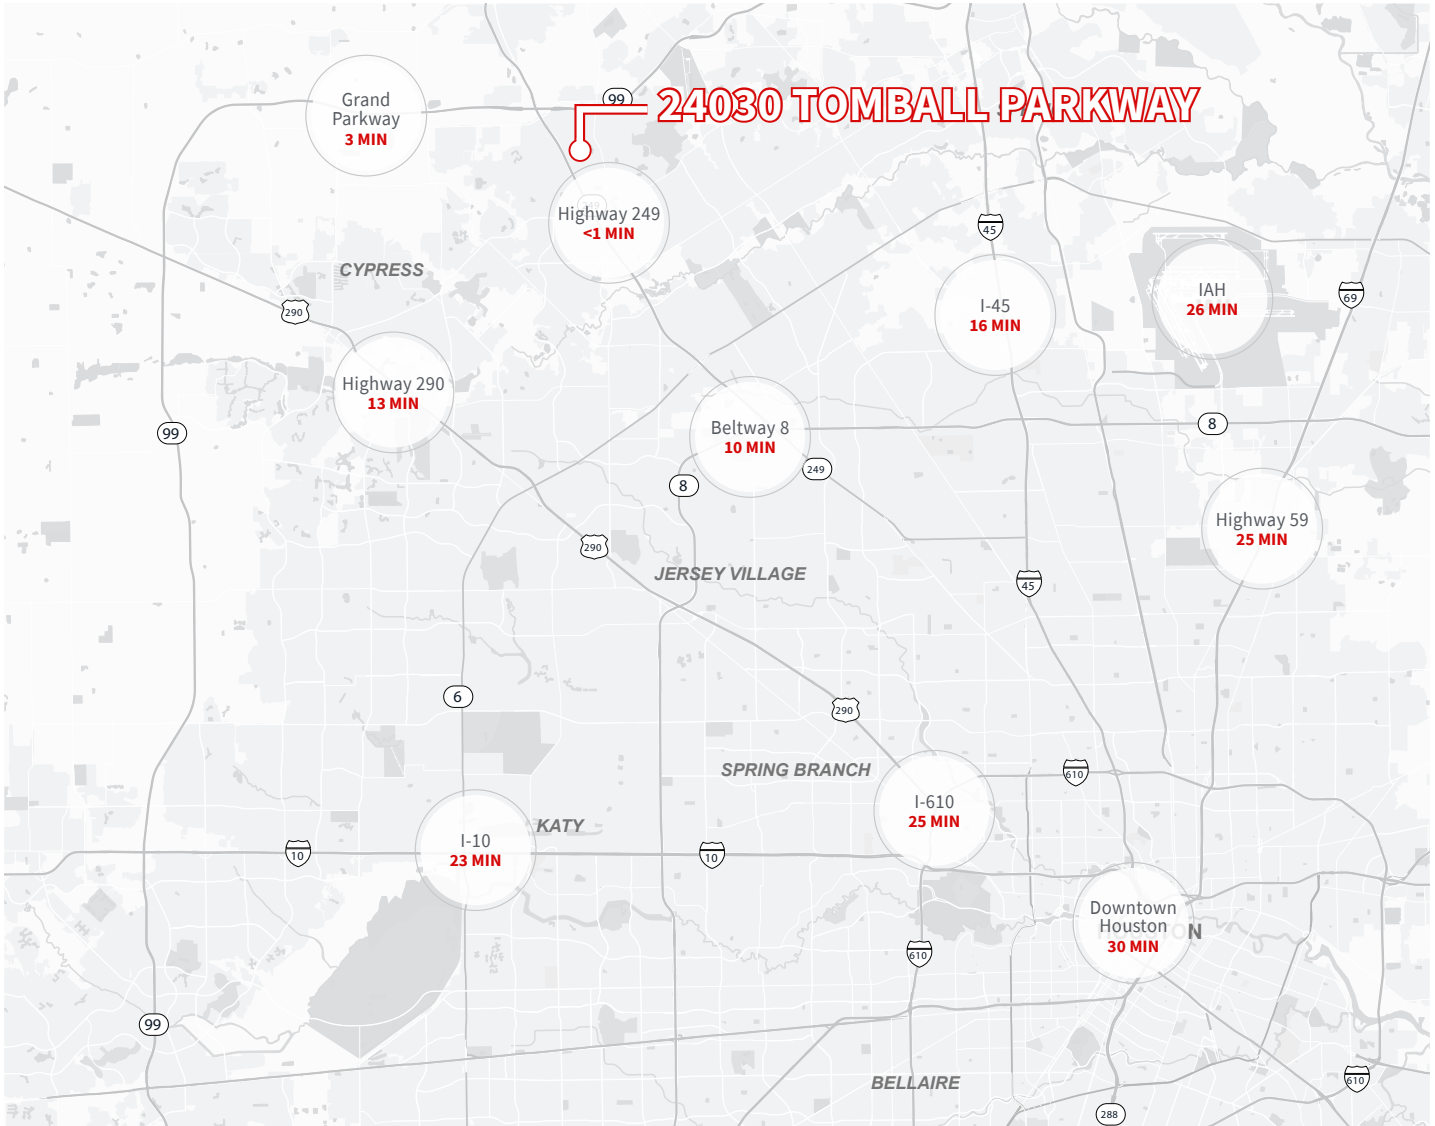 99
24030 TOMBALL PARKWAY
Grand
Parkway
3 MIN
249
Highway 249
<1 MIN
45
CYPRESS
IAH
26 MIN
69
I-45
16 MIN
290
Highway 290
13 MIN
99
8
Beltway 8
10 MIN
249
8
Highway 59
25 MIN
290
JERSEY VILLAGE
45
6
290
SPRING BRANCH
610
I-610
25 MIN
KATY
I-10
23 MIN
10
10
Downtown
Houston
30 MIN
N
610
99
BELLAIRE
610
288